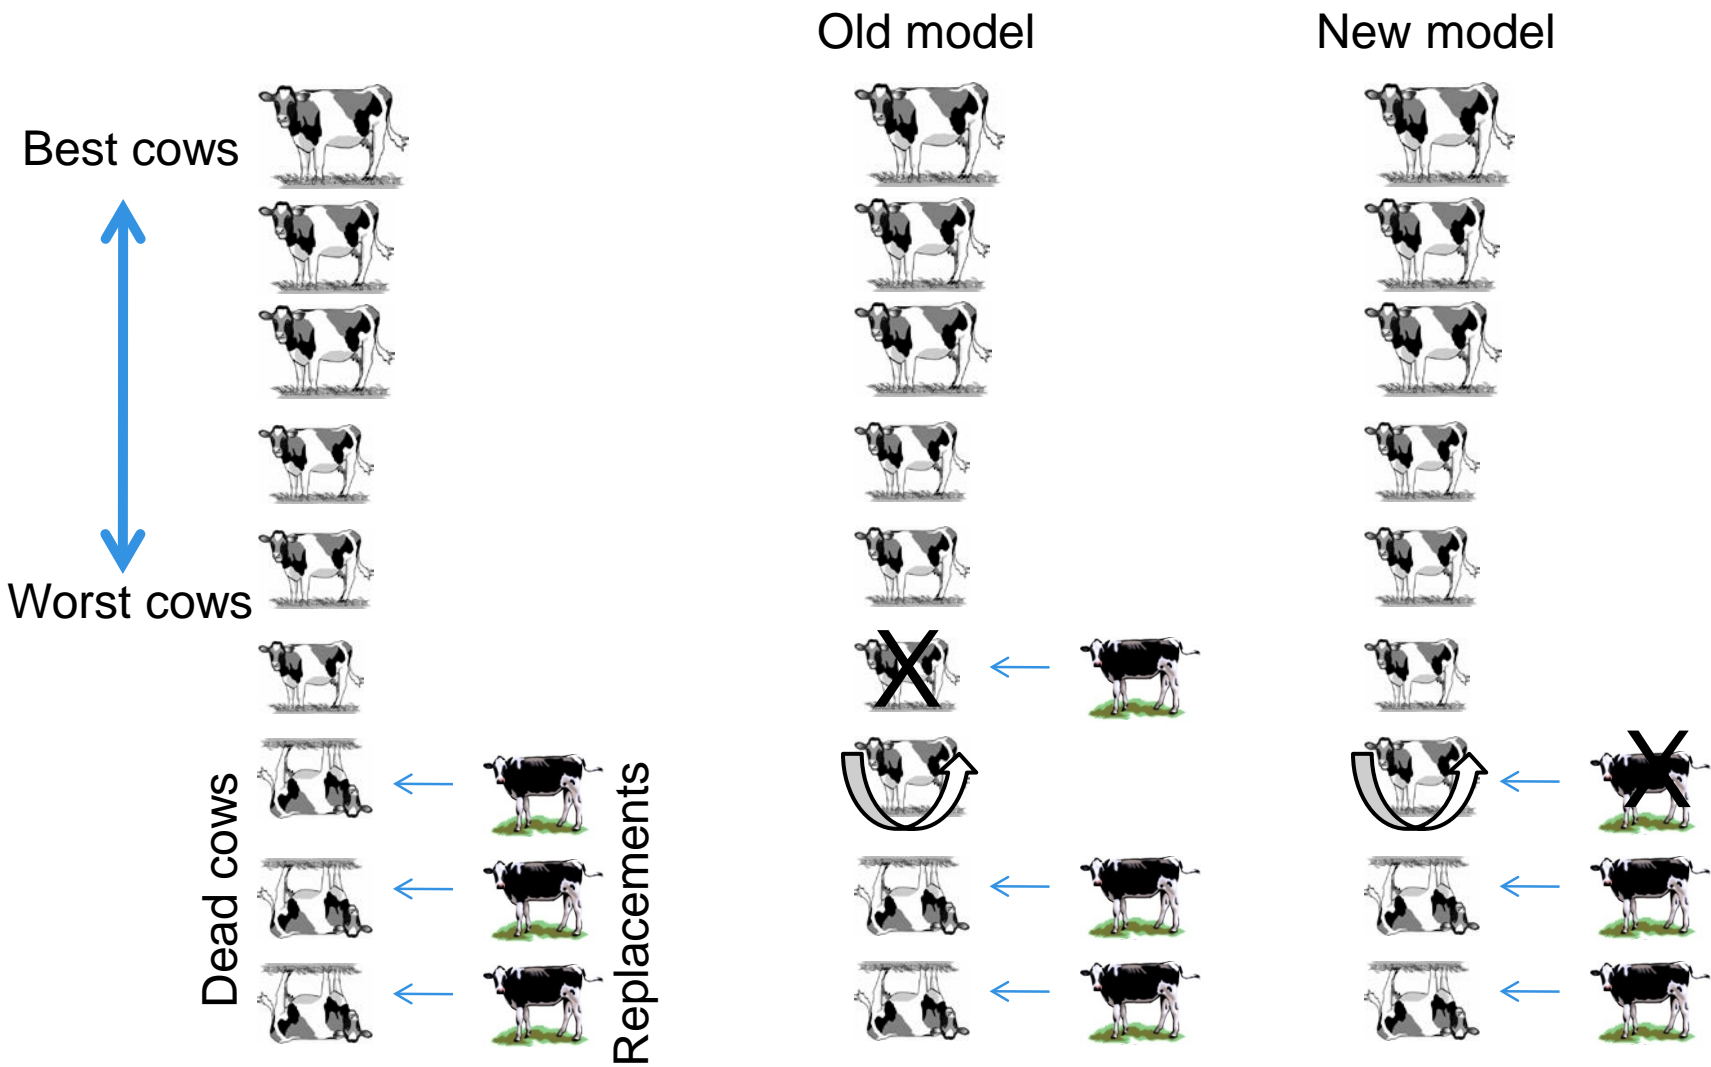 Old model
New model
Best cows
Worst cows
Dead cows
Replacements
X
X